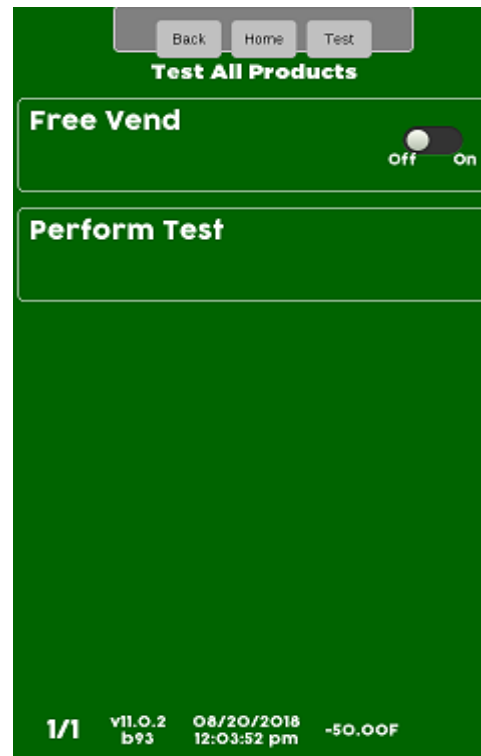 Back Home Test
Test All Products
Free Vend
Off On
Perform Test
1/1 v11.0.2 08/20/2018 -50.00F
b93 12:03:52 pm